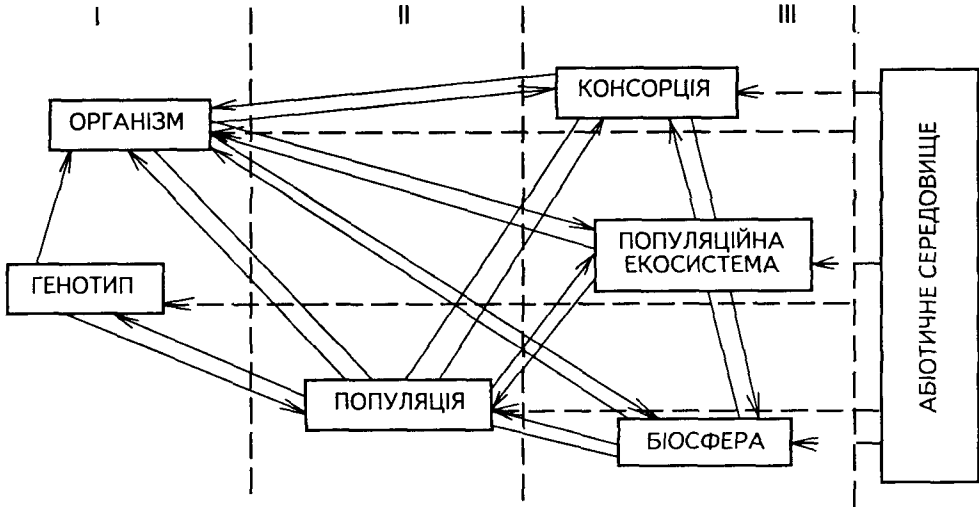 I
II
III
КОНСОРЦІЯ
ОРГАНІЗМ
ПОПУЛЯЦІЙНА
ЕКОСИСТЕМА
ГЕНОТИП
ПОПУЛЯЦІЯ
БІОСФЕРА
АБІОТИЧНЕ СЕРЕДОВИЩЕ